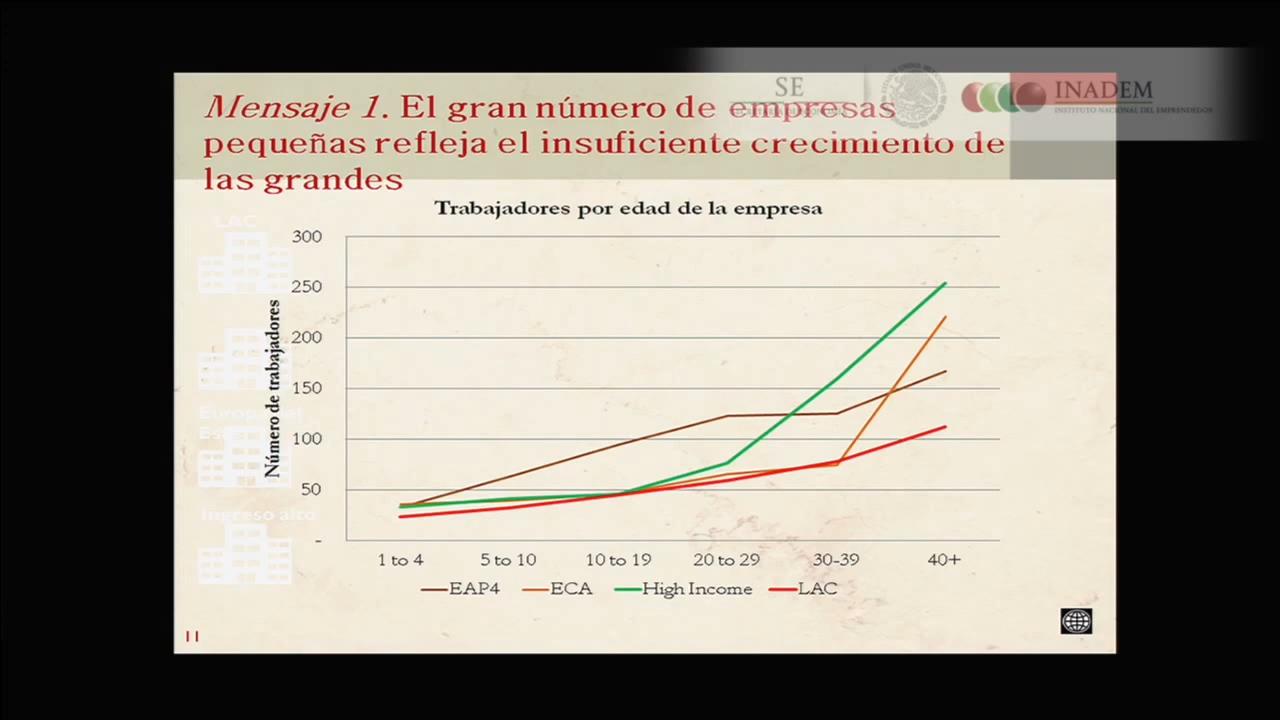 SE
INADEM
INSTITUTO NACIONAL DEL EMPRENDEDOR
Mensaje 1. El gran número de empresas
pequeñas refleja el insuficiente crecimiento de
las grandes
Trabajadores por edad de la empresa
LAC
Ingreso alto
Número de trabajadores
300
250
200
150
100
50
-
1 to 4
5 to 10
10 to 19
20 to 29
30-39
40+
EAP4
ECA
High Income
LAC
11